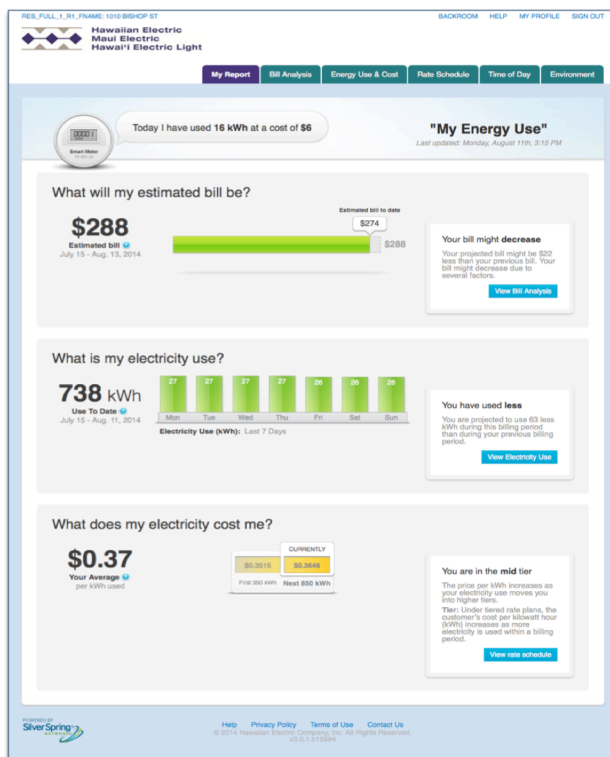 RES_FULL_1_R1_FNAME: 1010 BISHOP ST
BACKROOM HELP MY PROFILE SIGN OUT
Hawaiian Electric
Maui Electric
Hawai'i Electric Light
My Report Bill Analysis Energy Use & Cost Rate Schedule Time of Day Environment
00001
Smart Meter
Today I have used 16 kWh at a cost of $6
"My Energy Use"
Last updated: Monday, August 11th, 3:15 PM
What will my estimated bill be?
$288
Estimated bill
July 15 - Aug. 13, 2014
Estimated bill to date
$274
$288
Your bill might decrease
Your projected bill might be $22
less than your previous bill. Your
bill might decrease due to
several factors.
View Bill Analysis
What is my electricity use?
738 kWh
Use To Date
July 15 - Aug. 11, 2014
27 27 27 27 26 26 26
Mon Tue Wed Thu Fri Sat Sun
Electricity Use (kWh): Last 7 Days
You have used less
You are projected to use 63 less
kWh during this billing period
than during your previous billing
period.
View Electricity Use
What does my electricity cost me?
$0.37
Your Average
per kWh used
CURRENTLY
$0.3515 $0.3648
First 350 kWh Next 850 kWh
You are in the mid tier
The price per kWh increases as
your electricity use moves you
into higher tiers.
Tier: Under tiered rate plans, the
customer's cost per kilowatt hour
(kWh) increases as more
electricity is used within a billing
period.
View rate schedule
POWERED BY
SilverSpring
NETWORKS
Help Privacy Policy Terms of Use Contact Us
© 2014 Hawaiian Electric Company, Inc. All Rights Reserved.